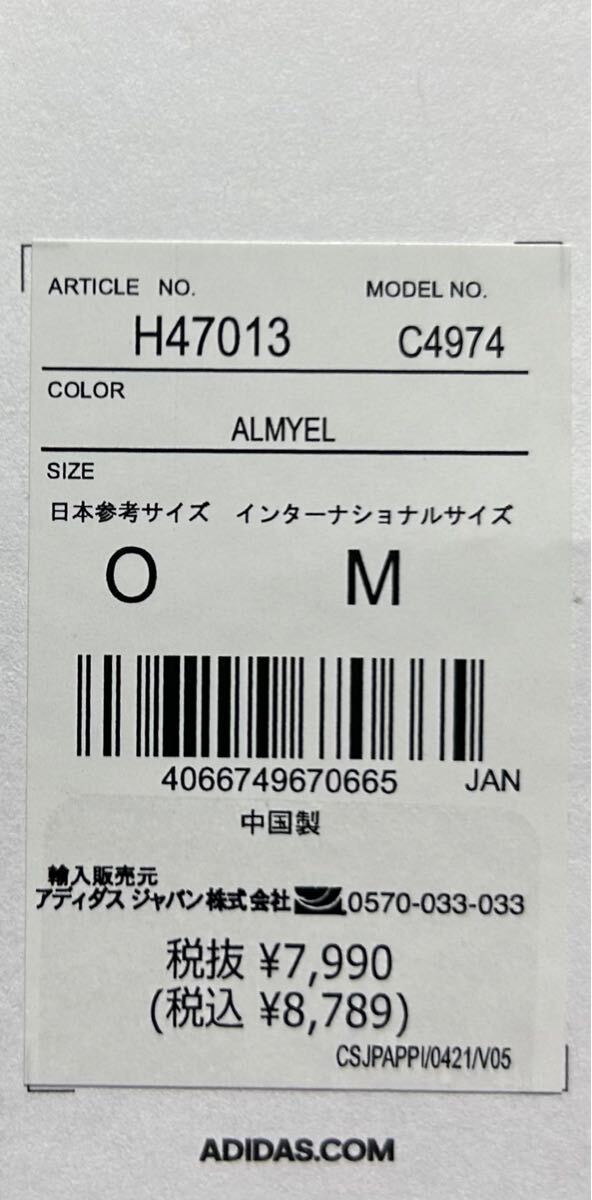 ARTICLE NO. MODEL NO.
H47013 C4974
COLOR
ALMYEL
SIZE
日本参考サイズ インターナショナルサイズ
O M
4066749670665 JAN
中国製
輸入販売元
アディダス ジャパン株式会社 0570-033-033
税抜 ¥7,990
(税込 ¥8,789)
CSJPAPPI/0421/V05
ADIDAS.COM